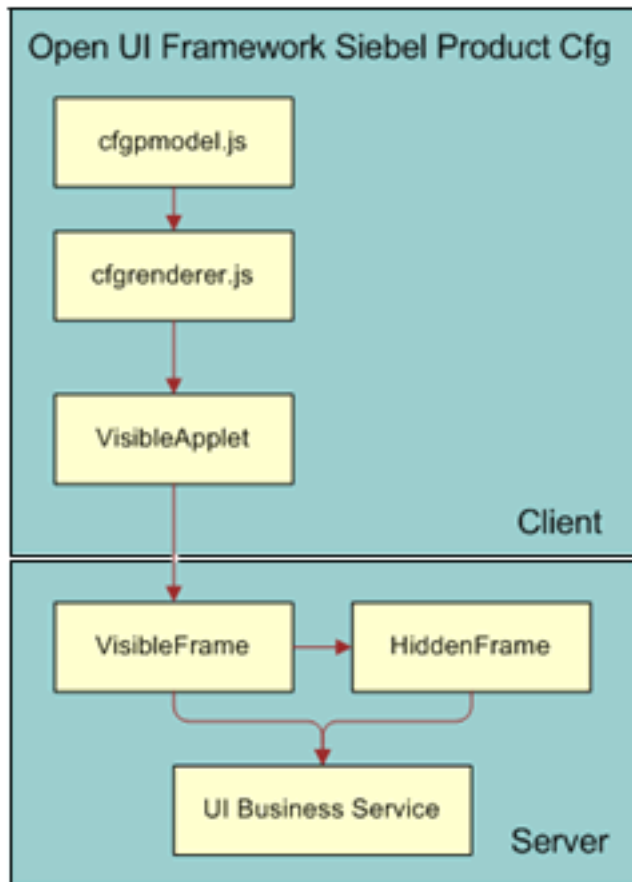 Open UI Framework Siebel Product Cfg
cfgpmodel.js
cfgrenderer.js
VisibleApplet
Client
VisibleFrame
HiddenFrame
UI Business Service
Server